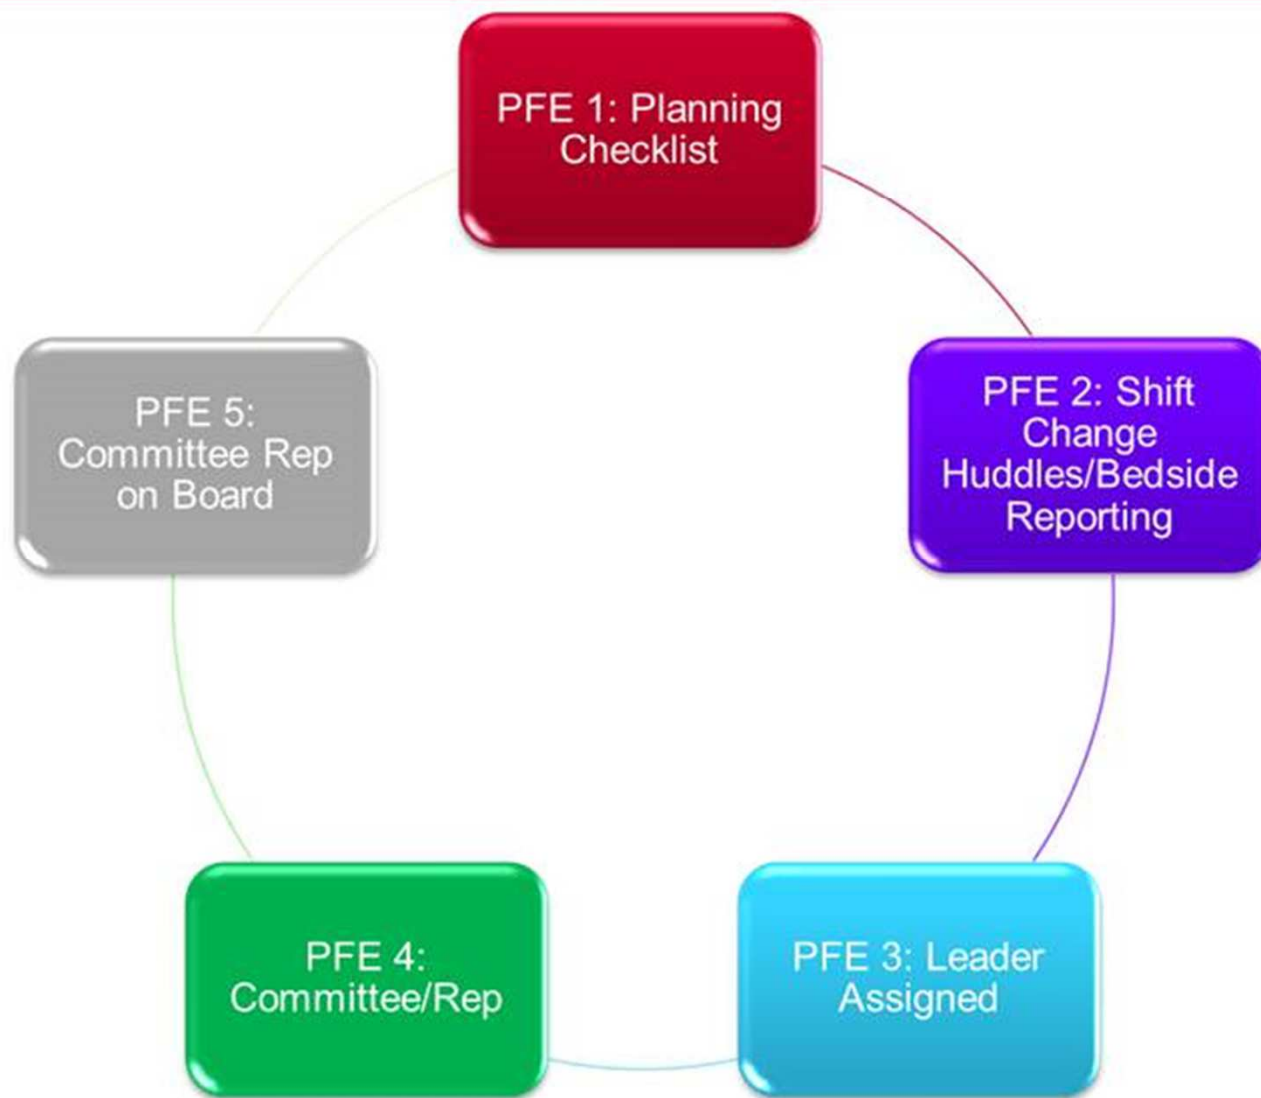 PFE 1: Planning
Checklist
PFE 2: Shift
Change
Huddles/Bedside
Reporting
PFE 3: Leader
Assigned
PFE 4:
Committee/Rep
PFE 5:
Committee Rep
on Board